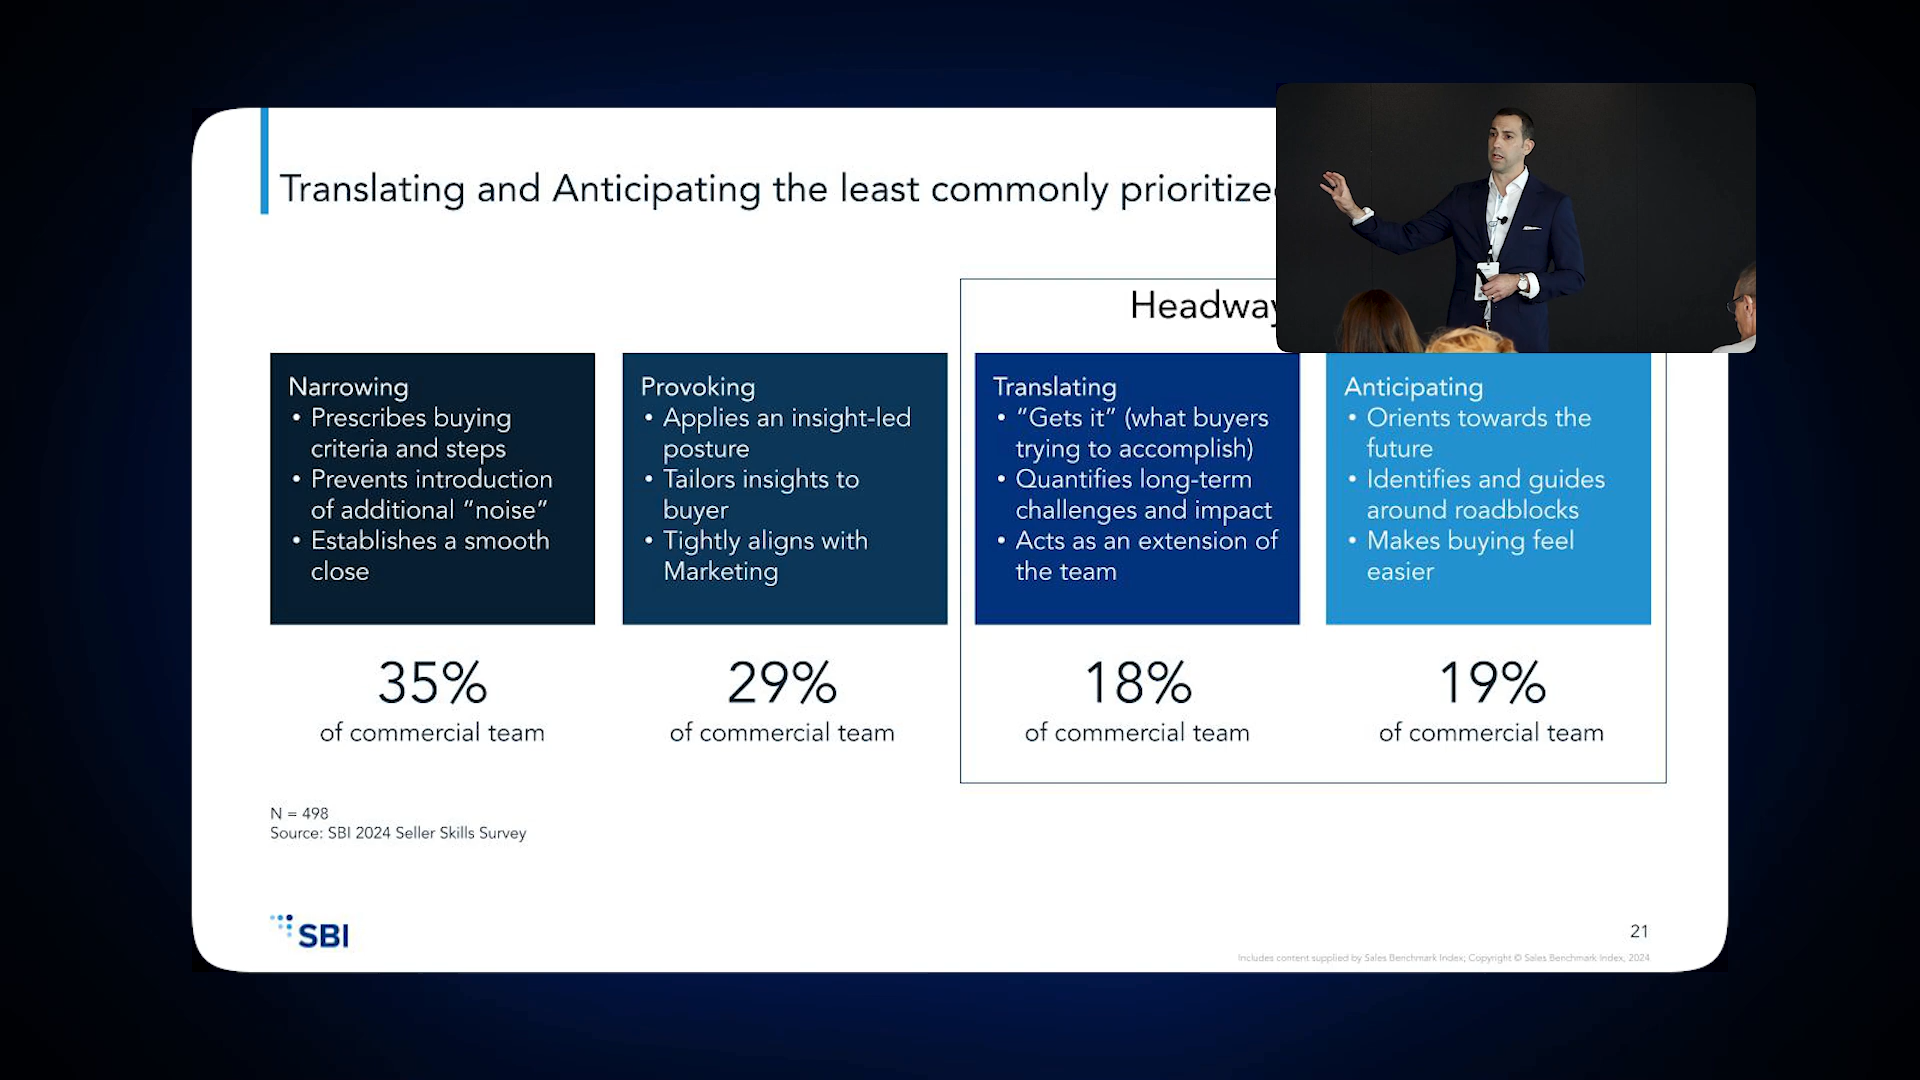 Translating and Anticipating the least commonly
Narrowing
• Prescribes buying
criteria and steps
• Prevents introduction
of additional “noise”
• Establishes a smooth
close
35%
of commercial team
Provoking
• Applies an insight-led
posture
• Tailors insights to
buyer
• Tightly aligns with
Marketing
29%
of commercial team
Headway
Translating
• “Gets it” (what buyers
trying to accomplish)
• Quantifies long-term
challenges and impact
• Acts as an extension of
the team
18%
of commercial team
Anticipating
• Orients towards the
future
• Identifies and guides
around roadblocks
• Makes buying feel
easier
19%
of commercial team
N = 498
Source: SBI 2024 Seller Skills Survey
SBI
21
Includes content supplied by Sales Benchmark Index; Copyright © Sales Benchmark Index, 2024